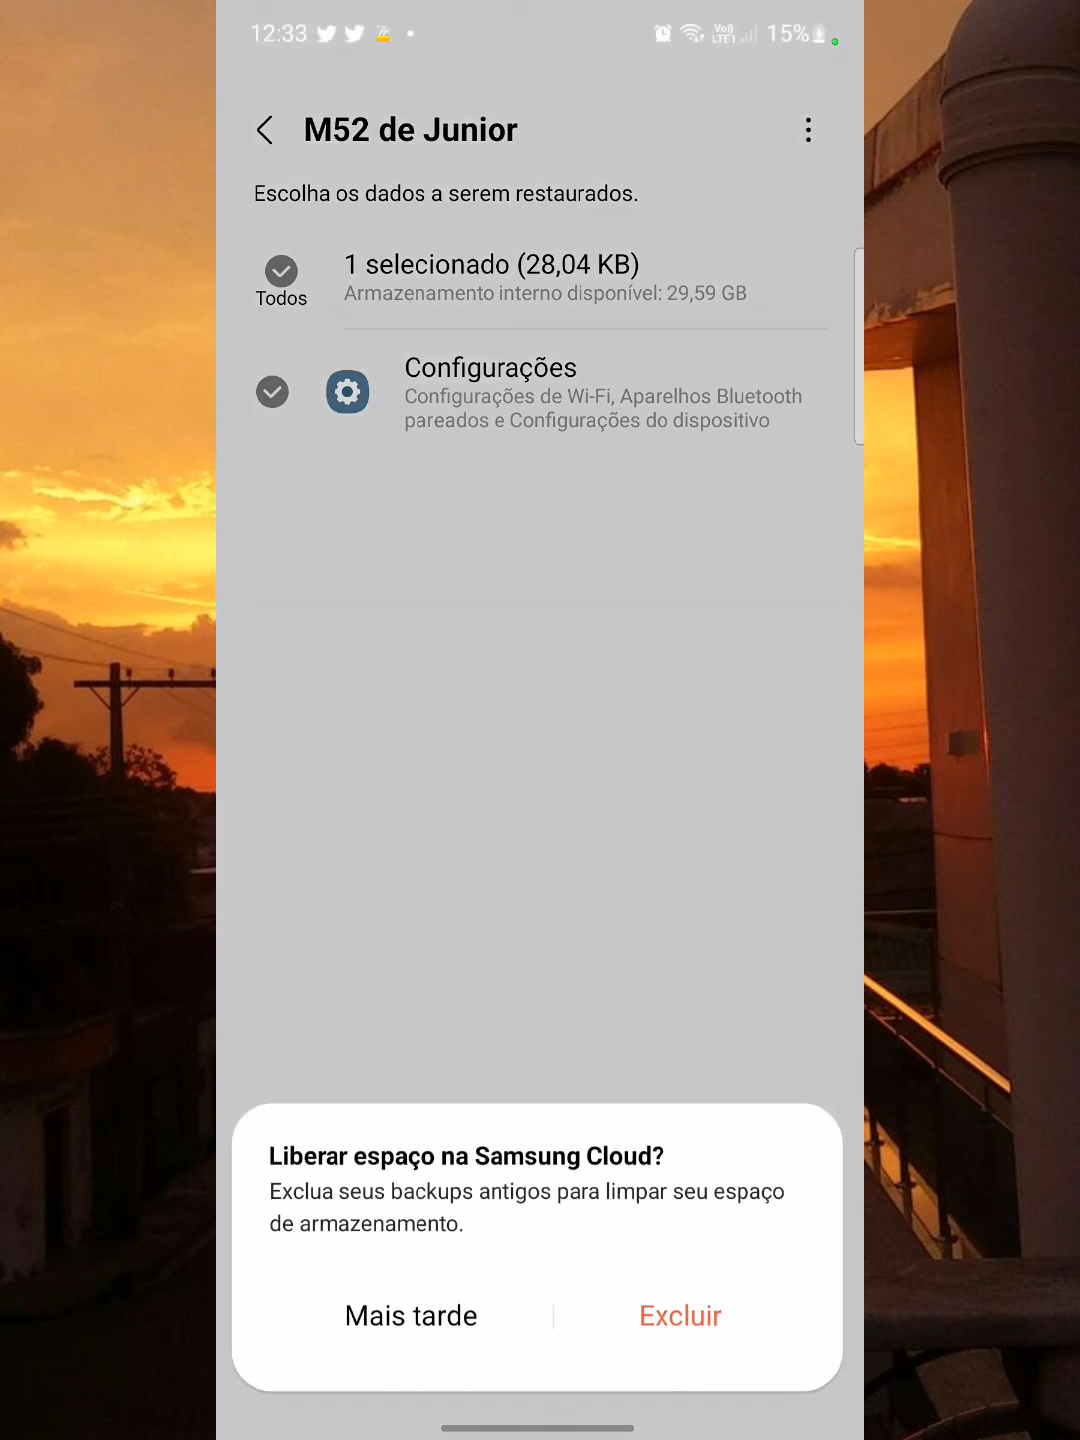 12:33
Vo))
LTE1
15%
M52 de Junior
Escolha os dados a serem restaurados.
1 selecionado (28,04 KB)
Todos
Armazenamento interno disponível: 29,59 GB
Configurações
Configurações de Wi-Fi, Aparelhos Bluetooth
pareados e Configurações do dispositivo
Liberar espaço na Samsung Cloud?
Exclua seus backups antigos para limpar seu espaço
de armazenamento.
Mais tarde
Excluir